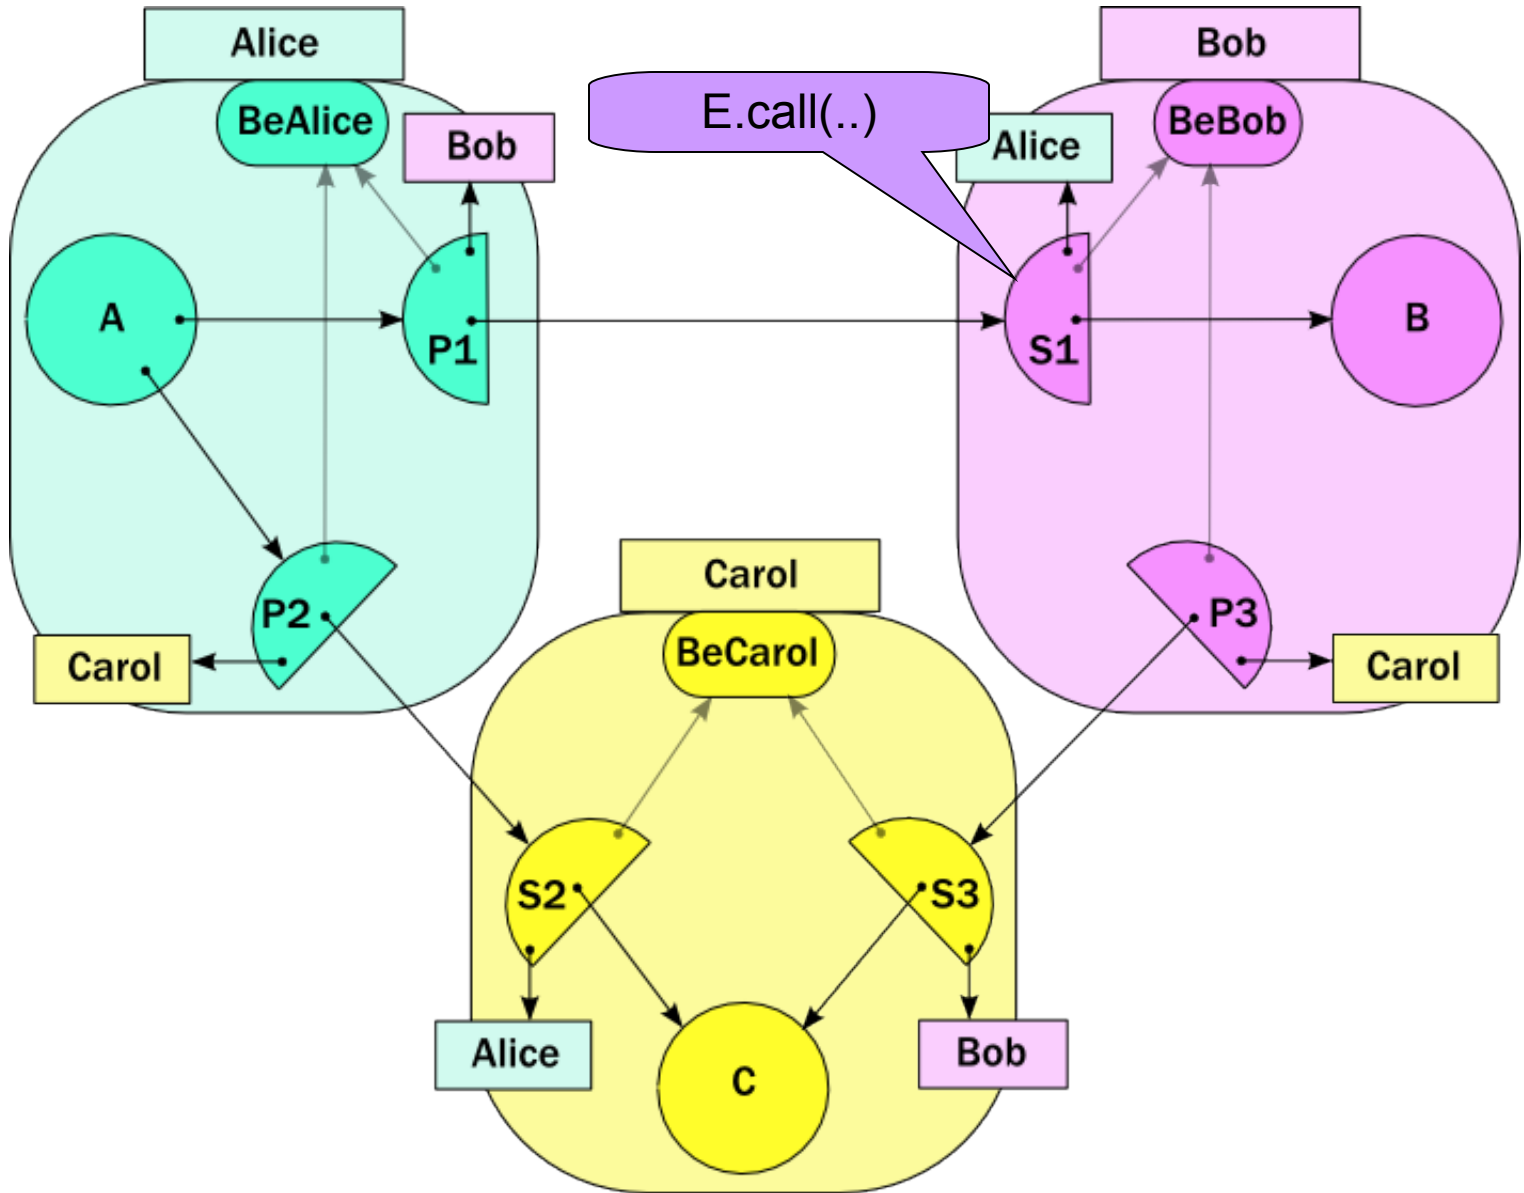 Alice
Bob
BeAlice
Bob
E.call(..)
Alice
BeBob
A
P1
S1
B
P2
Carol
Carol
BeCarol
P3
Carol
S2
S3
Alice
C
Bob